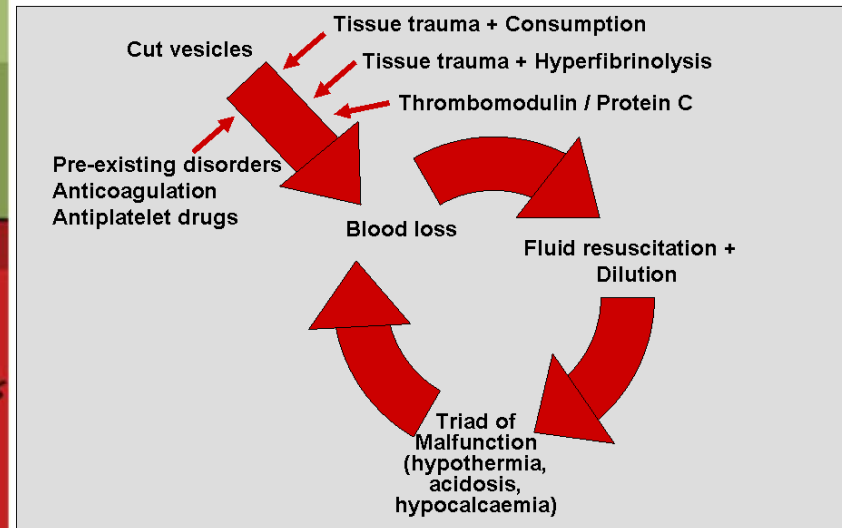 Tissue trauma + Consumption
Cut vesicles
Tissue trauma + Hyperfibrinolysis
Thrombomodulin / Protein C
Pre-existing disorders
Anticoagulation
Antiplatelet drugs
Blood loss
Fluid resuscitation +
Dilution
Triad of
Malfunction
(hypothermia,
acidosis,
hypocalcaemia)